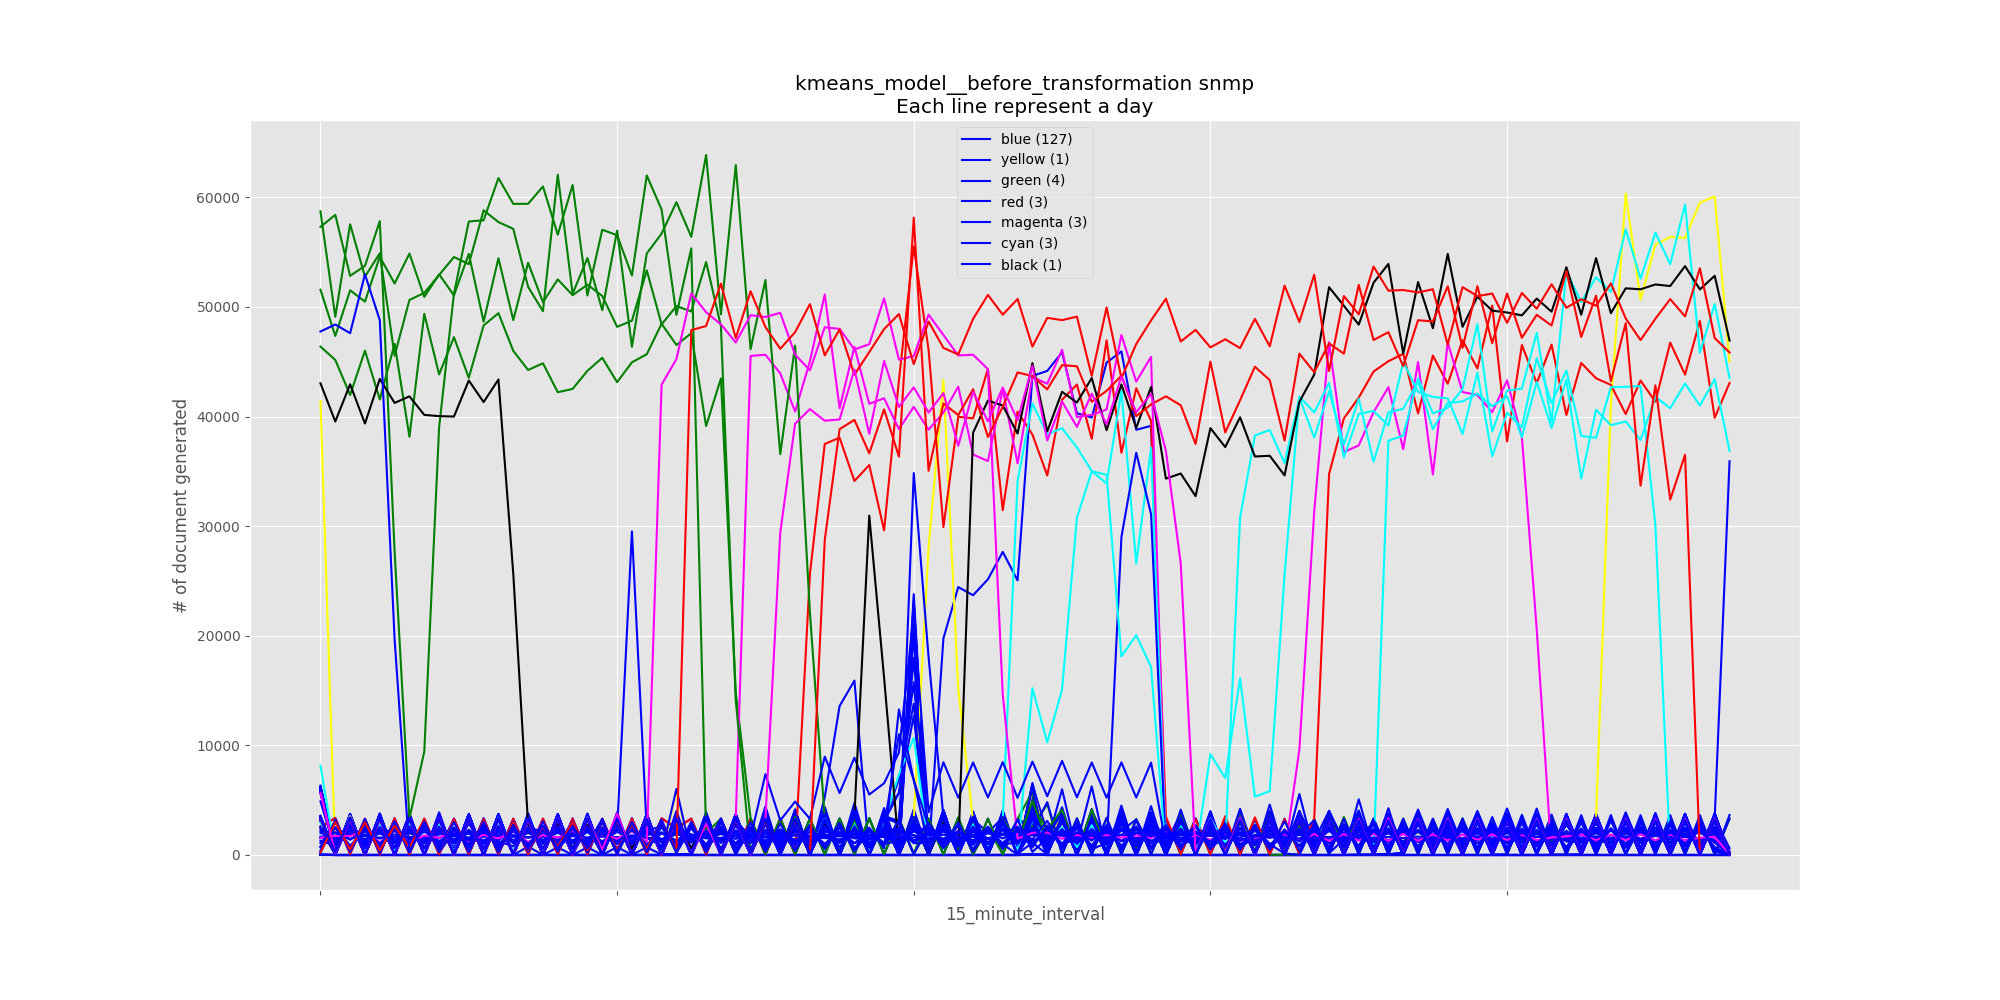 kmeans_model__before_transformation snmp
Each line represent a day
blue (127)
yellow (1)
green (4)
red (3)
magenta (3)
cyan (3)
black (1)
60000
50000
40000
30000
20000
10000
0
# of document generated
15_minute_interval